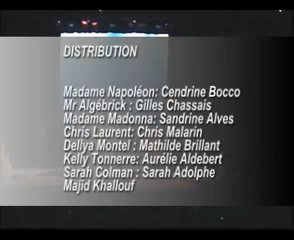 DISTRIBUTION
Madame Napoléon: Cendrine Bocco
Mr Algébrick : Gilles Chassais
Madame Madonna: Sandrine Alves
Chris Laurent: Chris Malarin
Dellya Montel : Mathilde Brillant
Kelly Tonnerre: Aurélie Aldebert
Sarah Colman : Sarah Adolphe
Majid Khallouf